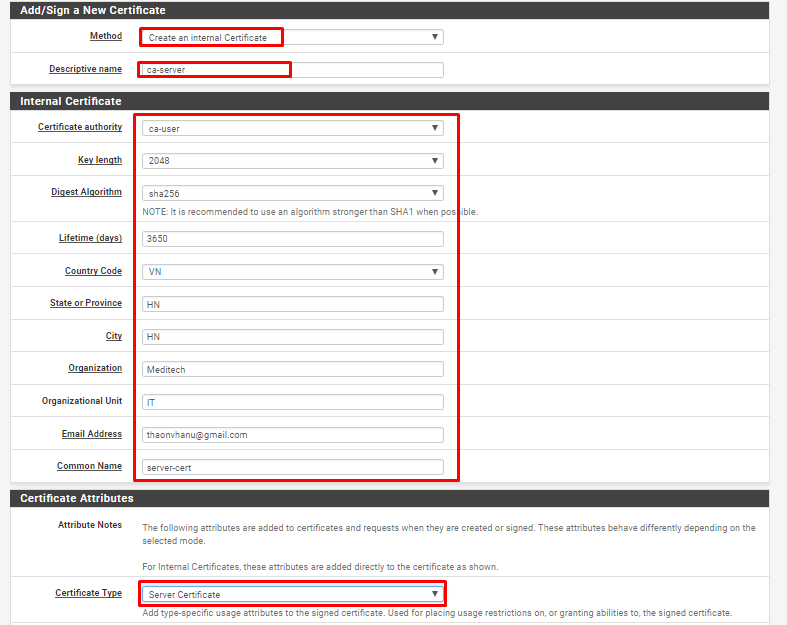 Add/Sign a New Certificate
Method Create an internal Certificate
Descriptive name ca-server
Internal Certificate
Certificate authority ca-user
Key length 2048
Digest Algorithm sha256
NOTE: It is recommended to use an algorithm stronger than SHA1 when possible.
Lifetime (days) 3650
Country Code VN
State or Province HN
City HN
Organization Meditech
Organizational Unit IT
Email Address thaonvhanu@gmail.com
Common Name server-cert
Certificate Attributes
Attribute Notes The following attributes are added to certificates and requests when they are created or signed. These attributes behave differently depending on the
selected mode.
For Internal Certificates, these attributes are added directly to the certificate as shown.
Certificate Type Server Certificate
Add type-specific usage attributes to the signed certificate. Used for placing usage restrictions on, or granting abilities to, the signed certificate.